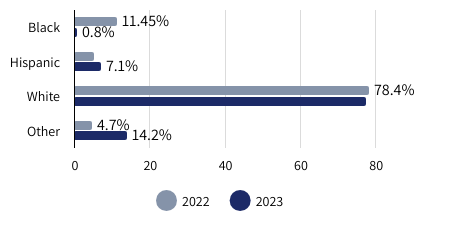 Black 11.45%
0.8%
Hispanic 7.1%
White 78.4%
Other 4.7%
14.2%
0 20 40 60 80
2022 2023